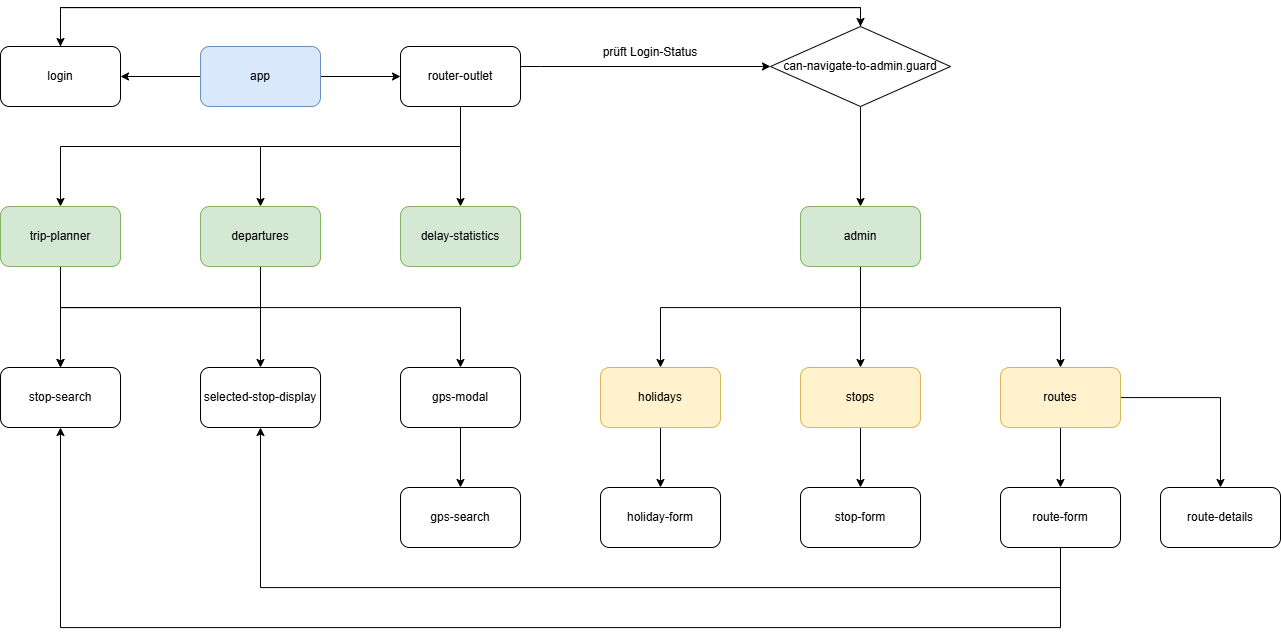 prüft Login-Status
login
app
router-outlet
can-navigate-to-admin.guard
trip-planner
departures
delay-statistics
admin
stop-search
selected-stop-display
gps-modal
holidays
stops
routes
gps-search
holiday-form
stop-form
route-form
route-details